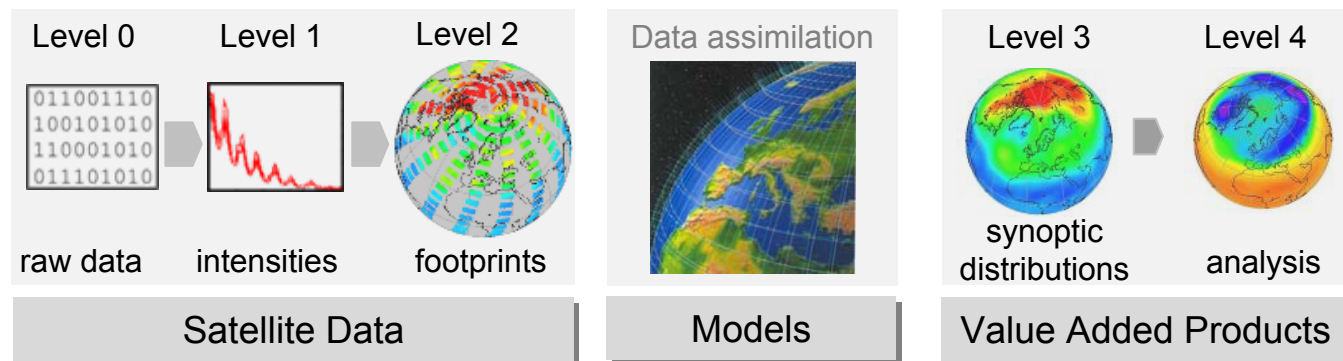 Level 0
Level 1
Level 2
011001110
100101010
110001010
011101010
raw data
intensities
footprints
Satellite Data
Data assimilation
Models
Level 3
Level 4
synoptic
distributions
analysis
Value Added Products